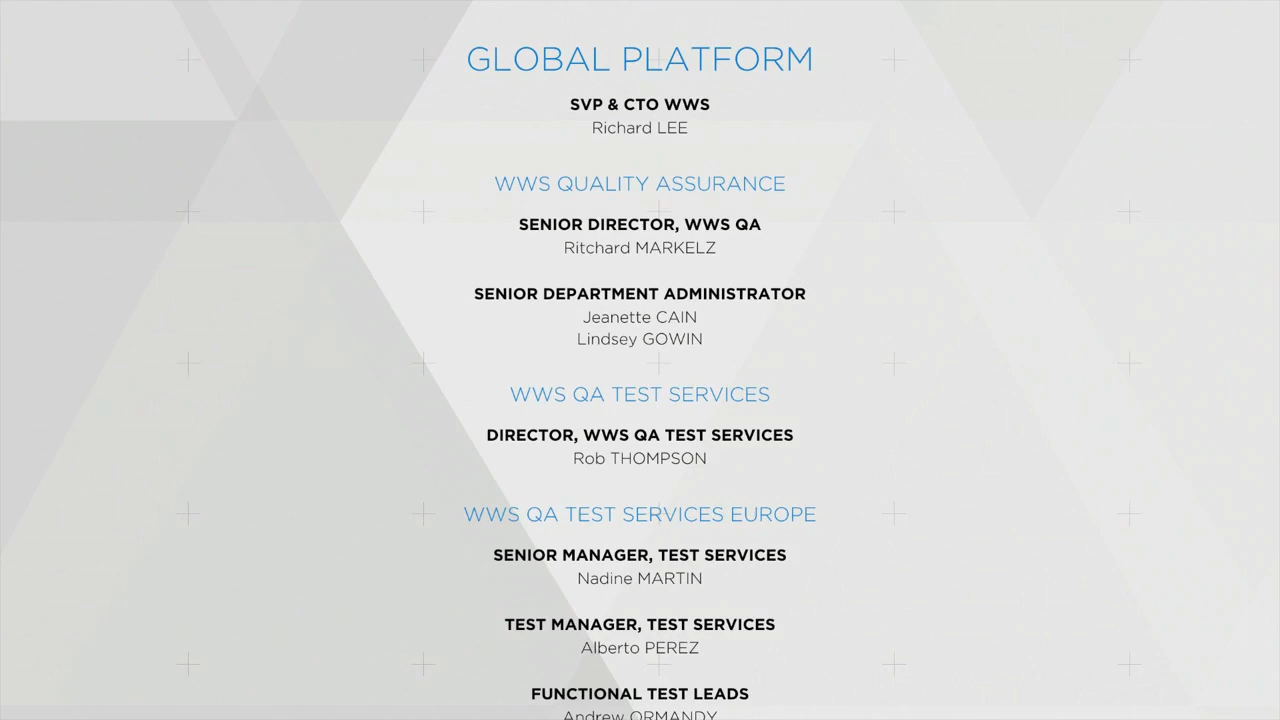 GLOBAL PLATFORM
SVP & CTO WWS
Richard LEE
WWS QUALITY ASSURANCE
SENIOR DIRECTOR, WWS QA
Ritchard MARKELZ
SENIOR DEPARTMENT ADMINISTRATOR
Jeanette CAIN
Lindsey GOWIN
WWS QA TEST SERVICES
DIRECTOR, WWS QA TEST SERVICES
Rob THOMPSON
WWS QA TEST SERVICES EUROPE
SENIOR MANAGER, TEST SERVICES
Nadine MARTIN
TEST MANAGER, TEST SERVICES
Alberto PEREZ
FUNCTIONAL TEST LEADS
Andrew ORMANDY